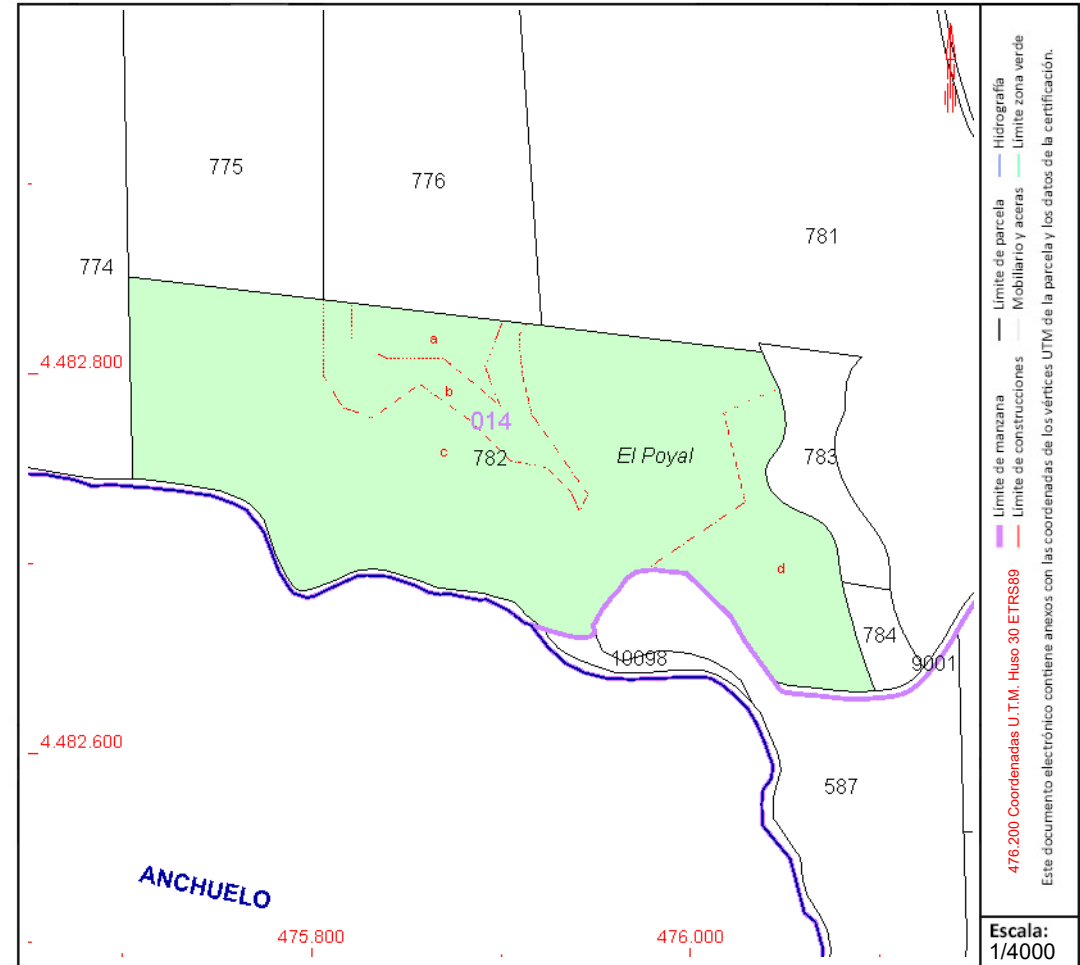 775
776
781
774
4.482.800
a
b
014
c
782
El Poyal
783
d
784
10098
9001
4.482.600
587
ANCHUELO
475.800
476.000
Límite de manzana
Límite de parcela
Hidrografía
Límite de construcciones
Mobiliario y aceras
Límite zona verde
476.200 Coordenadas U.T.M. Huso 30 ETRS89
Este documento electrónico contiene anexos con las coordenadas de los vértices UTM de la parcela y los datos de la certificación.
Escala:
1/4000